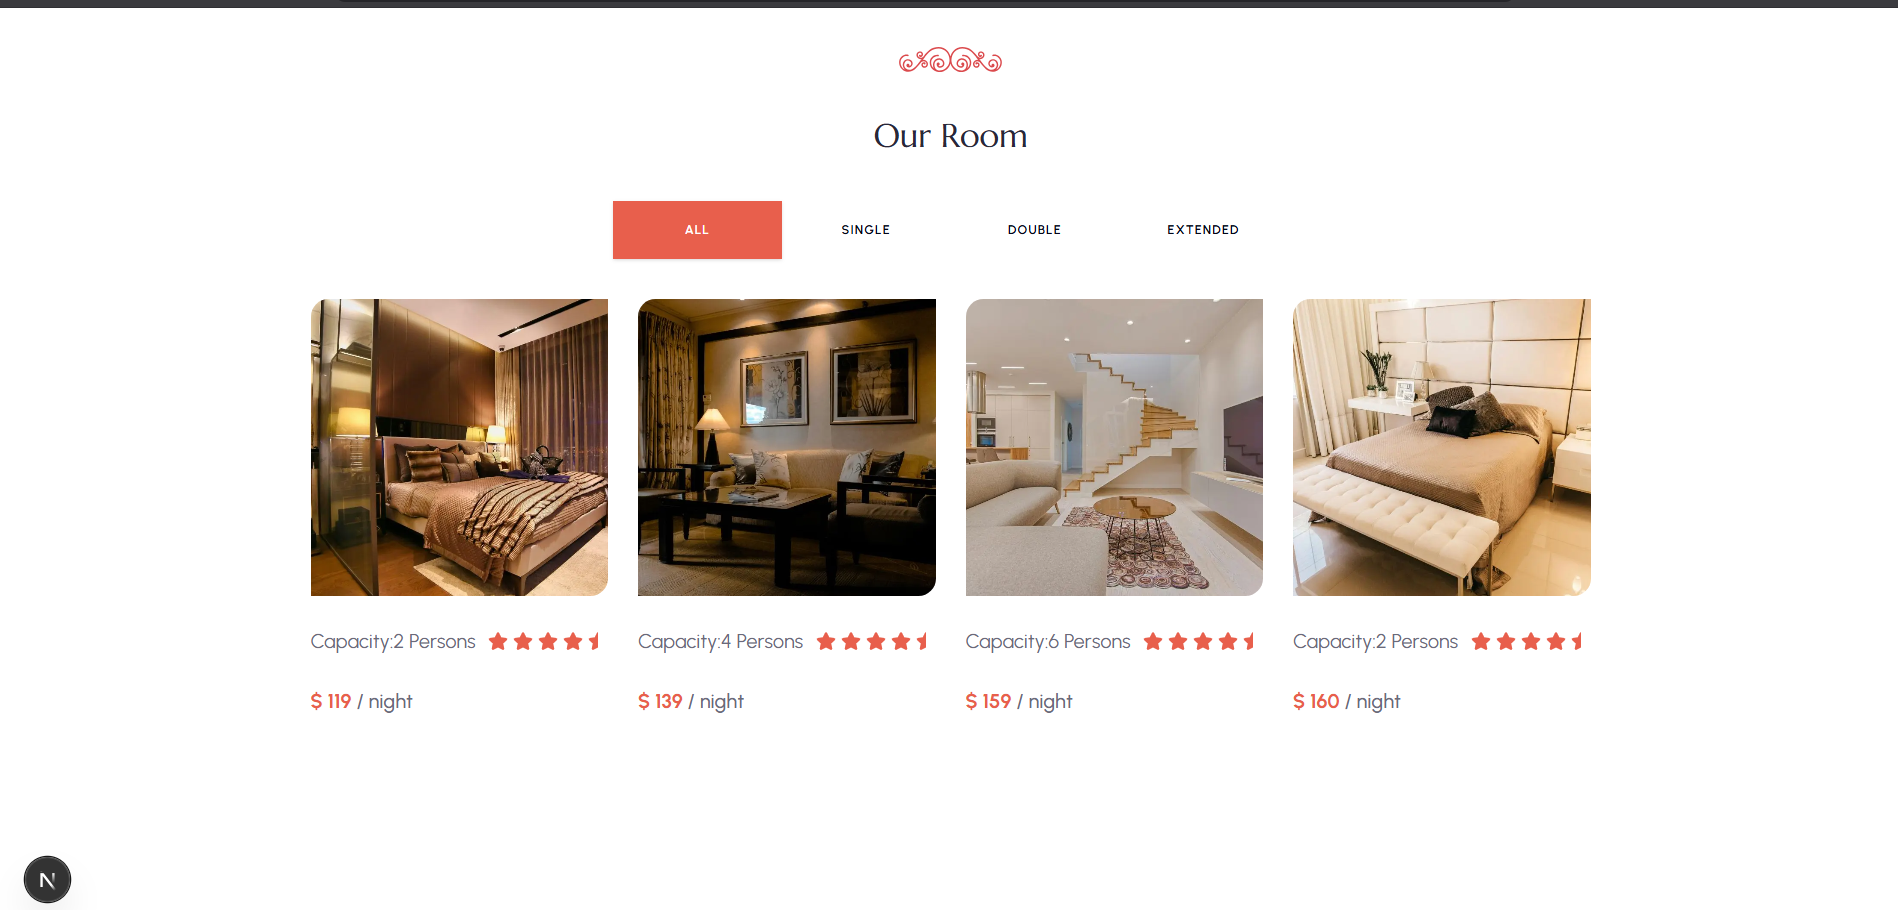 Our Room
ALL SINGLE DOUBLE EXTENDED
Capacity:2 Persons
Capacity:4 Persons
Capacity:6 Persons
Capacity:2 Persons
$ 119 / night
$ 139 / night
$ 159 / night
$ 160 / night
N